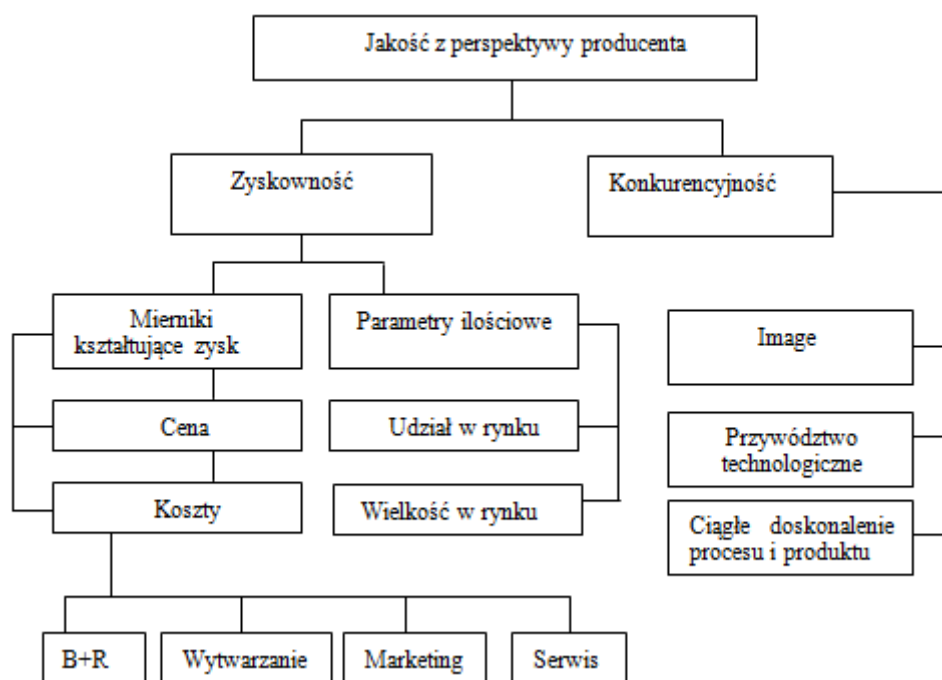 Jakość z perspektywy producenta
Zyskowność
Konkurencyjność
Mierniki
kształtujące zysk
Parametry ilościowe
Image
Cena
Udział w rynku
Przywództwo
technologiczne
Koszty
Wielkość w rynku
Ciągłe doskonalenie
procesu i produktu
B+R
Wytwarzanie
Marketing
Serwis